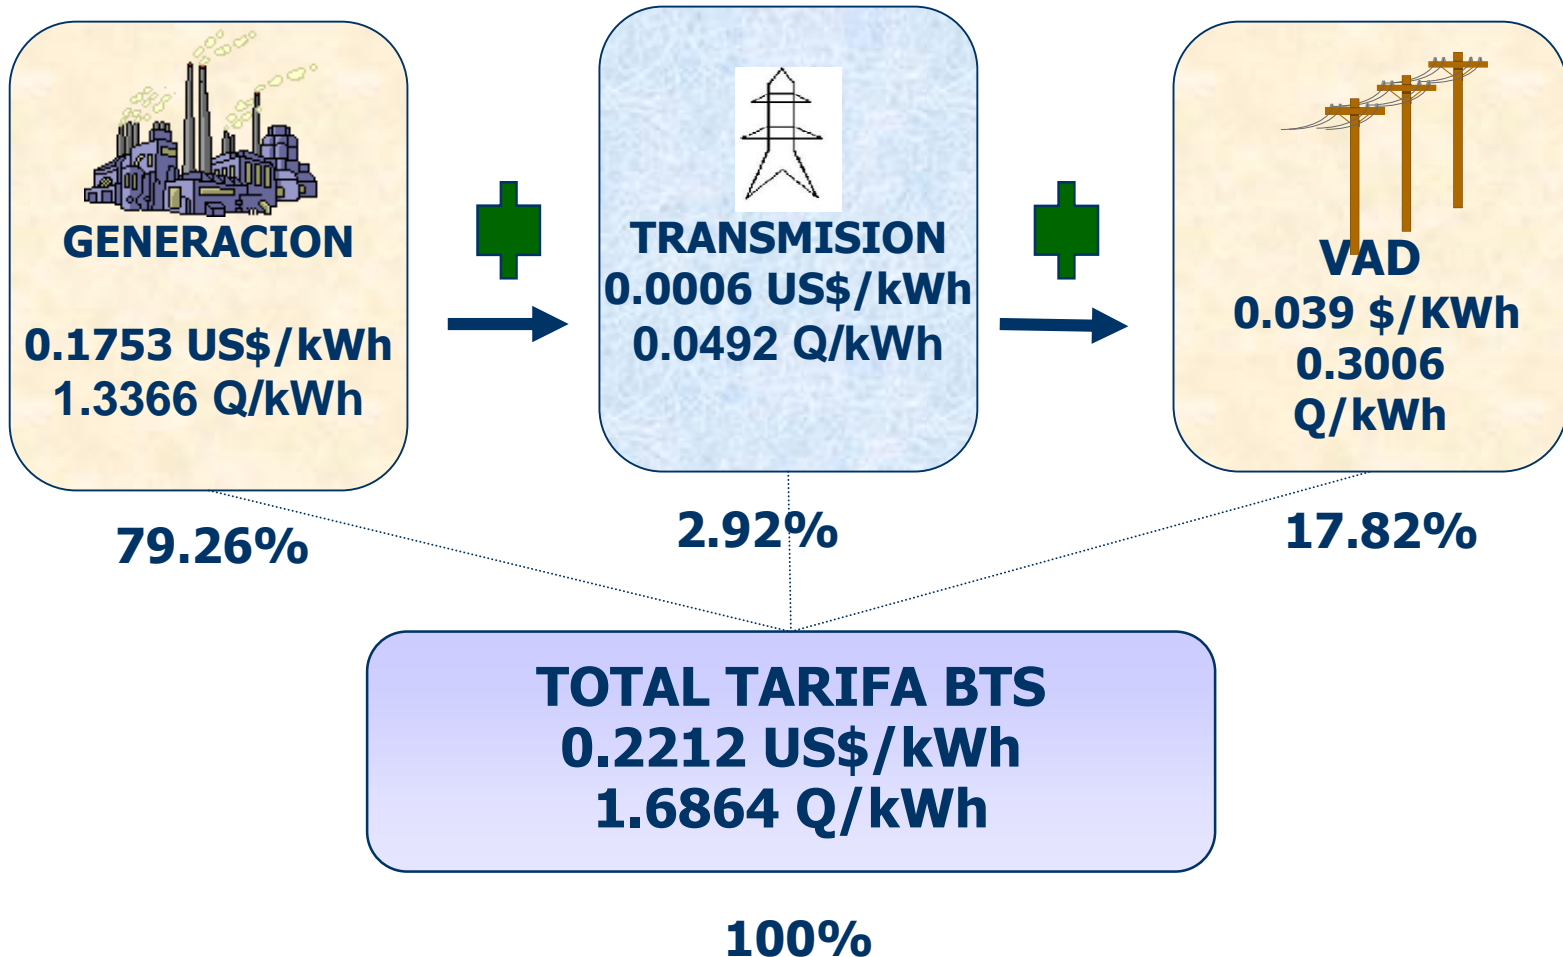 GENERACION
0.1753 US$/kWh
1.3366 Q/kWh
TRANSMISION
0.0006 US$/kWh
0.0492 Q/kWh
VAD
0.039 $/KWh
0.3006
Q/kWh
79.26%
2.92%
17.82%
TOTAL TARIFA BTS
0.2212 US$/kWh
1.6864 Q/kWh
100%